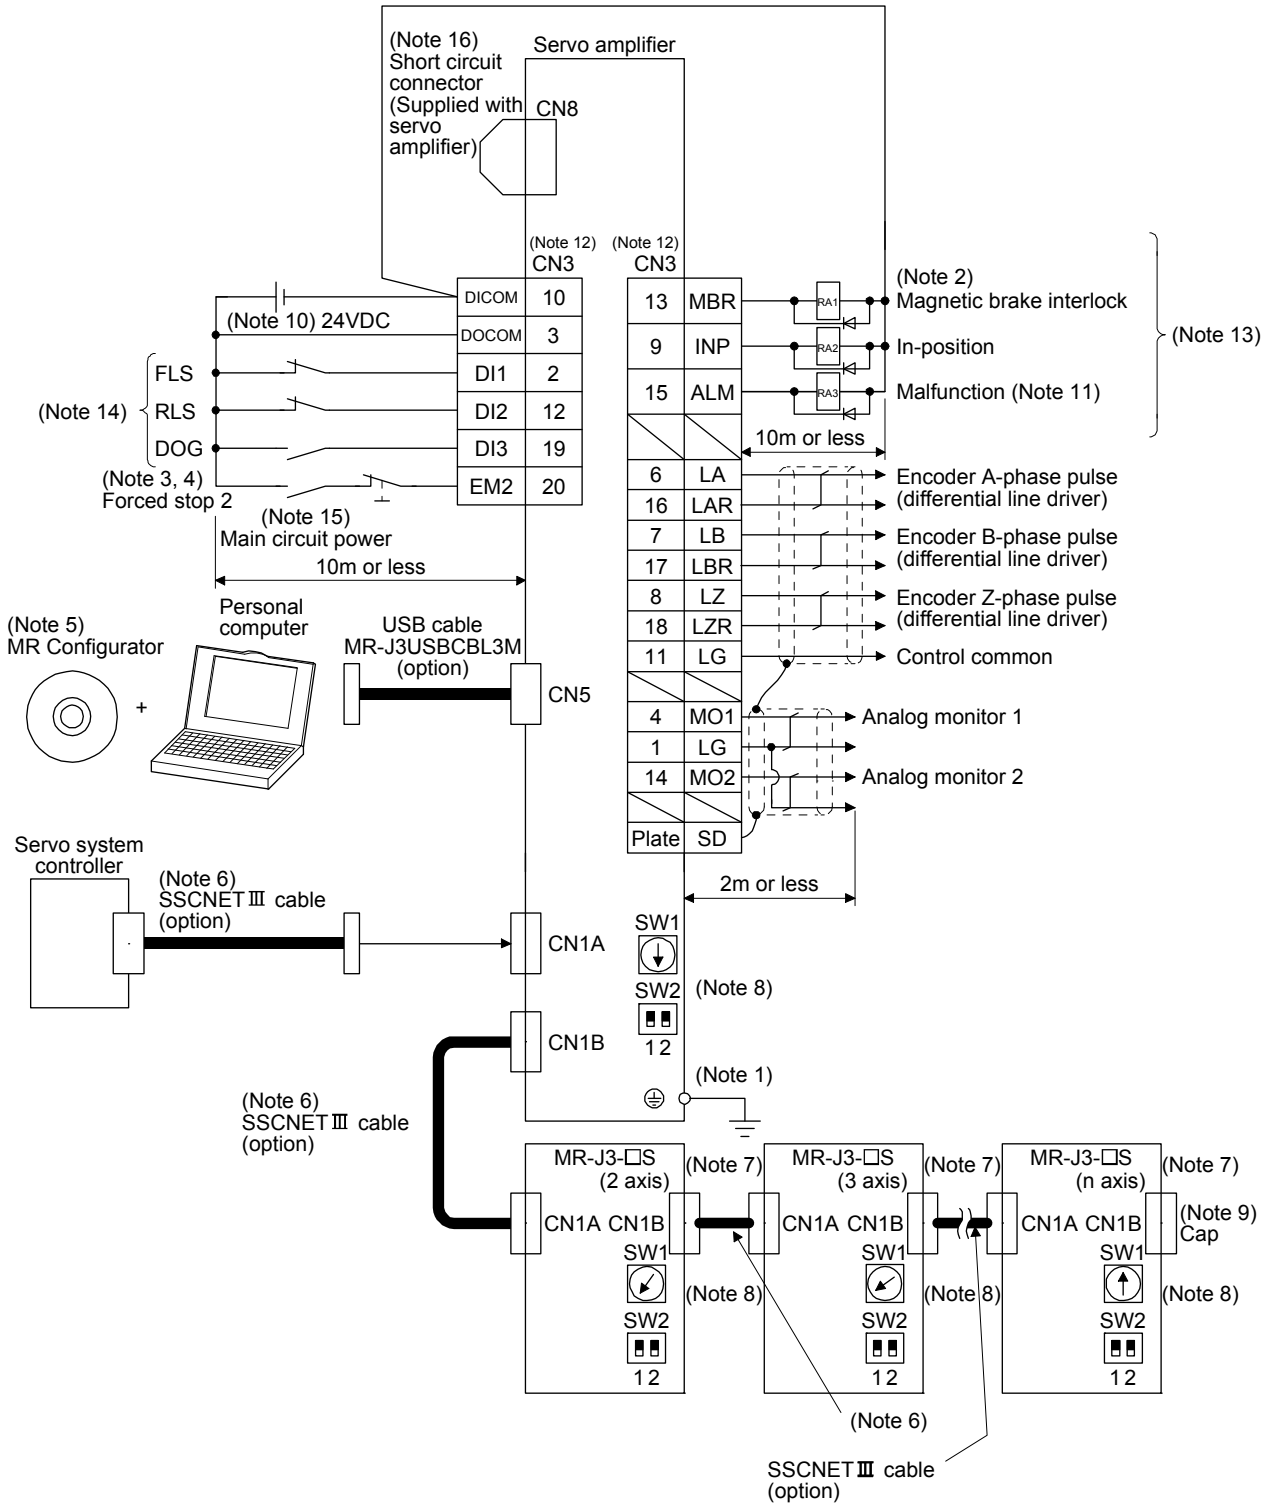 (Note 16)
Short circuit
connector
(Supplied with
servo
amplifier)
Servo amplifier
CN8
(Note 12)
CN3
(Note 12)
CN3
DICOM 10
DOCOM 3
DI1 2
DI2 12
DI3 19
EM2 20
(Note 10) 24VDC
(Note 14)
FLS
RLS
DOG
(Note 3, 4)
Forced stop 2
(Note 15)
Main circuit power
10m or less
13 MBR
9 INP
15 ALM
RA1
RA2
RA3
(Note 2)
Magnetic brake interlock
In-position
Malfunction (Note 11)
(Note 13)
10m or less
6 LA
16 LAR
7 LB
17 LBR
8 LZ
18 LZR
11 LG
4 MO1
1 LG
14 MO2
Plate SD
Encoder A-phase pulse
(differential line driver)
Encoder B-phase pulse
(differential line driver)
Encoder Z-phase pulse
(differential line driver)
Control common
Analog monitor 1
Analog monitor 2
2m or less
(Note 5)
MR Configurator
+
Personal
computer
USB cable
MR-J3USBCBL3M
(option)
CN5
Servo system
controller
(Note 6)
SSCNETⅢ cable
(option)
CN1A
CN1B
SW1
SW2
1 2
(Note 8)
(Note 1)
(Note 6)
SSCNETⅢ cable
(option)
MR-J3-□S
(2 axis)
(Note 7)
CN1A CN1B
SW1
(Note 8)
SW2
1 2
MR-J3-□S
(3 axis)
(Note 7)
CN1A CN1B
SW1
(Note 8)
SW2
1 2
MR-J3-□S
(n axis)
(Note 7)
CN1A CN1B
(Note 9)
Cap
SW1
(Note 8)
SW2
1 2
(Note 6)
SSCNETⅢ cable
(option)